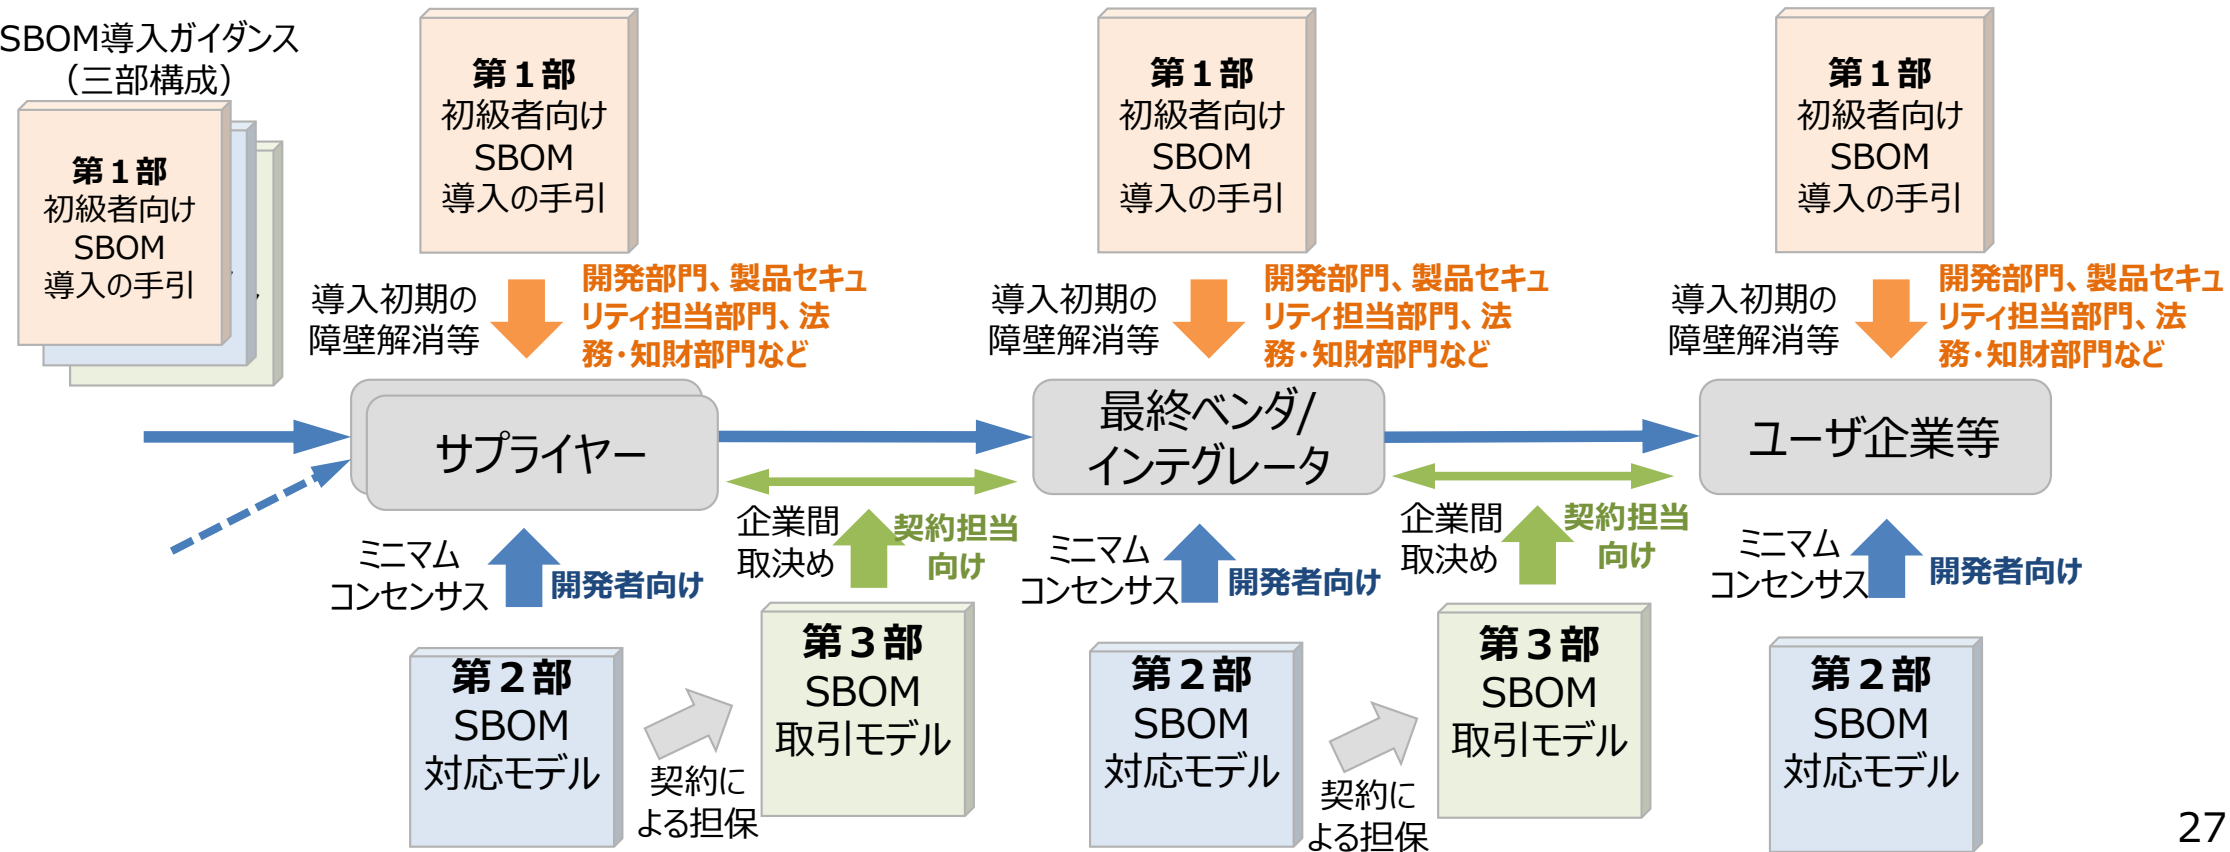 SBOM導入ガイダンス
（三部構成）
第１部
初級者向け
SBOM
導入の手引
第１部
初級者向け
SBOM
導入の手引
第１部
初級者向け
SBOM
導入の手引
第１部
初級者向け
SBOM
導入の手引
導入初期の
障壁解消等
開発部門、製品セキュ
リティ担当部門、法
務・知財部門など
導入初期の
障壁解消等
開発部門、製品セキュ
リティ担当部門、法
務・知財部門など
導入初期の
障壁解消等
開発部門、製品セキュ
リティ担当部門、法
務・知財部門など
サプライヤー
最終ベンダ/
インテグレータ
ユーザ企業等
ミニマム
コンセンサス
開発者向け
企業間
取決め
契約担当
向け
ミニマム
コンセンサス
開発者向け
企業間
取決め
契約担当
向け
ミニマム
コンセンサス
開発者向け
第２部
SBOM
対応モデル
契約に
よる担保
第３部
SBOM
取引モデル
第２部
SBOM
対応モデル
契約に
よる担保
第３部
SBOM
取引モデル
第２部
SBOM
対応モデル
27